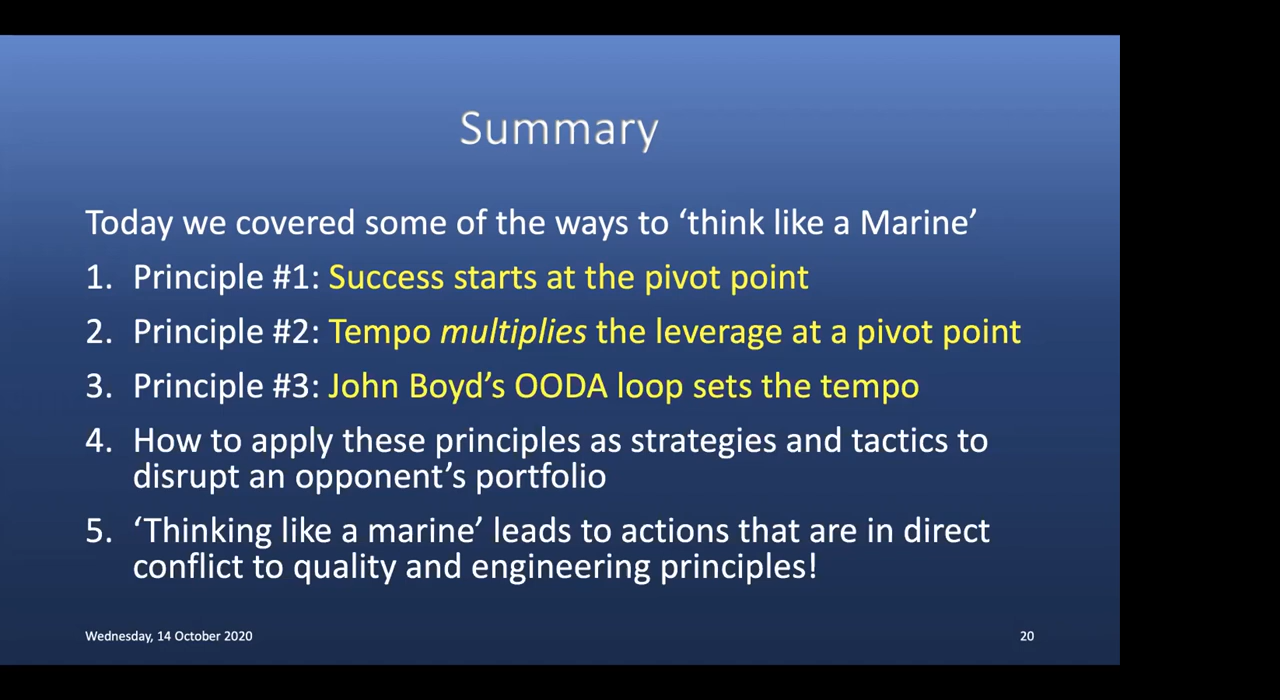 Summary
Today we covered some of the ways to ‘think like a Marine’
1. Principle #1: Success starts at the pivot point
2. Principle #2: Tempo multiplies the leverage at a pivot point
3. Principle #3: John Boyd’s OODA loop sets the tempo
4. How to apply these principles as strategies and tactics to
disrupt an opponent’s portfolio
5. ‘Thinking like a marine’ leads to actions that are in direct
conflict to quality and engineering principles!
Wednesday, 14 October 2020
20